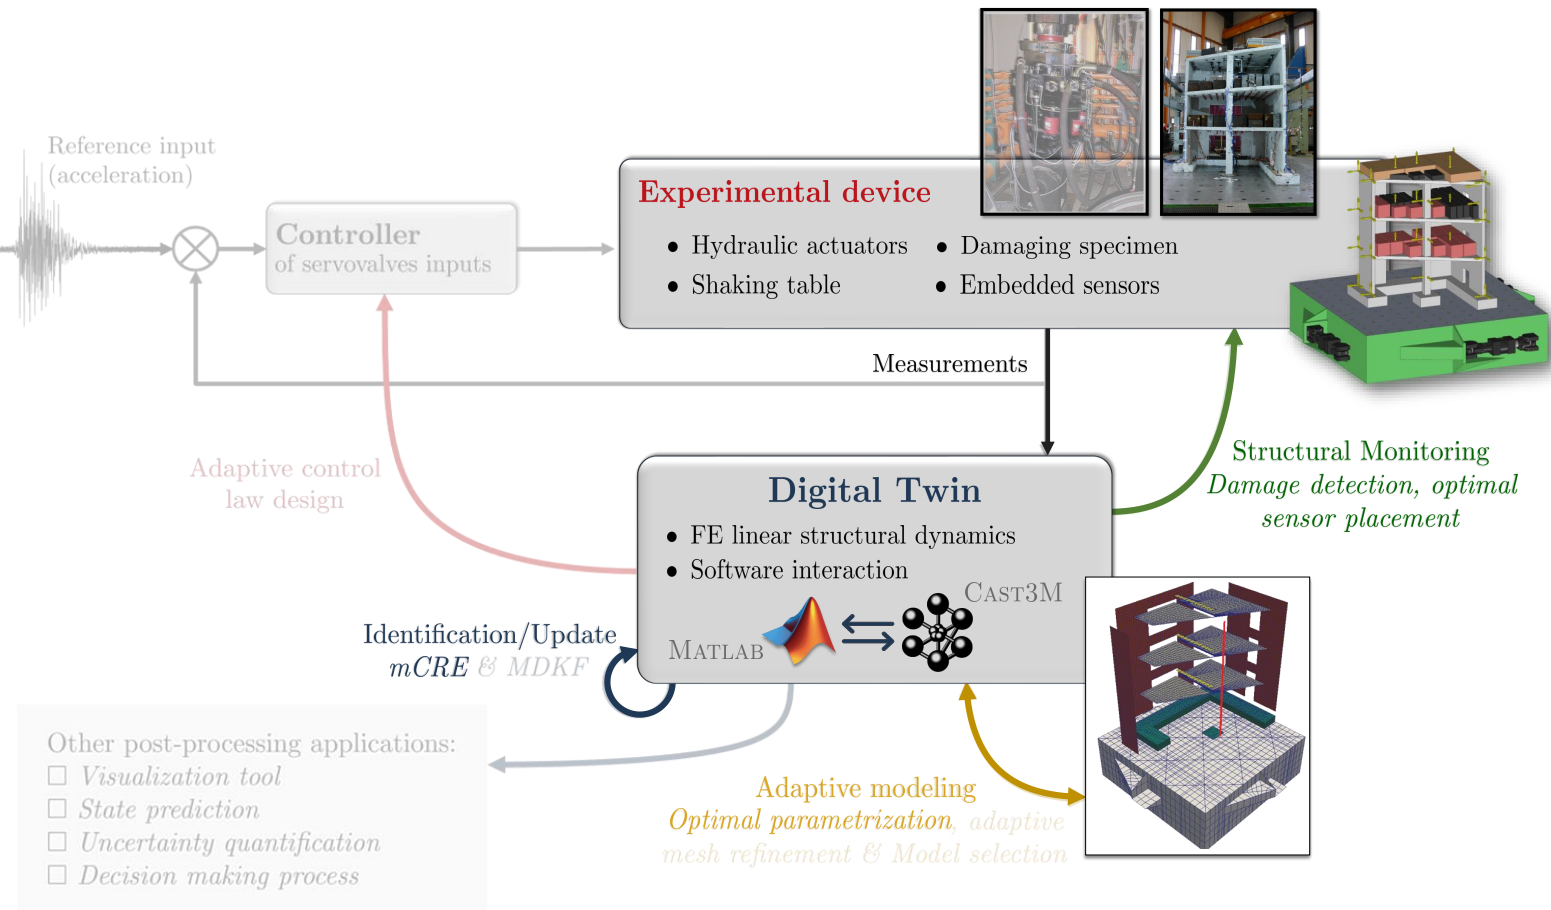 Reference input
(acceleration)
Controller
of servovalves inputs
Experimental device
• Hydraulic actuators
• Damaging specimen
• Shaking table
• Embedded sensors
Measurements
Adaptive control
law design
Structural Monitoring
Damage detection, optimal
sensor placement
Digital Twin
• FE linear structural dynamics
• Software interaction
CAST3M
MATLAB
Identification/Update
mCRE & MDKF
Other post-processing applications:
☐ Visualization tool
☐ State prediction
☐ Uncertainty quantification
☐ Decision making process
Adaptive modeling
Optimal parametrization, adaptive
mesh refinement & Model selection